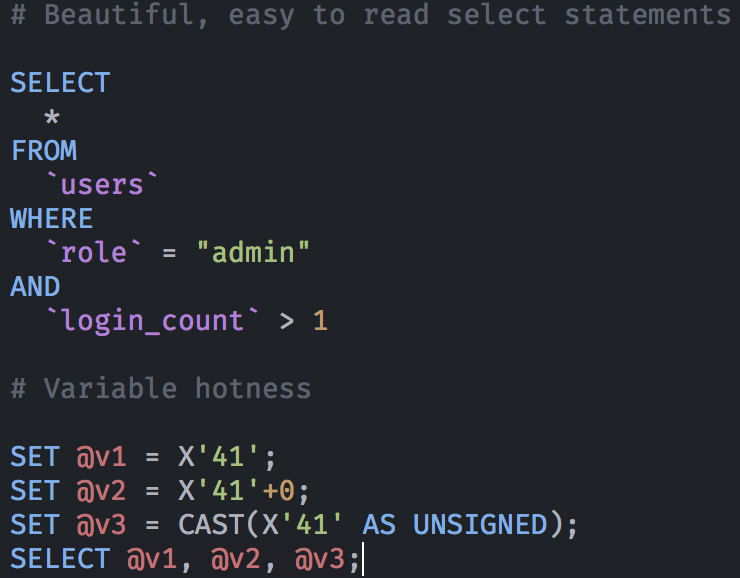 # Beautiful, easy to read select statements
SELECT
*
FROM
`users`
WHERE
`role` = "admin"
AND
`login_count` > 1
# Variable hotness
SET @v1 = X'41';
SET @v2 = X'41'+0;
SET @v3 = CAST(X'41' AS UNSIGNED);
SELECT @v1, @v2, @v3;